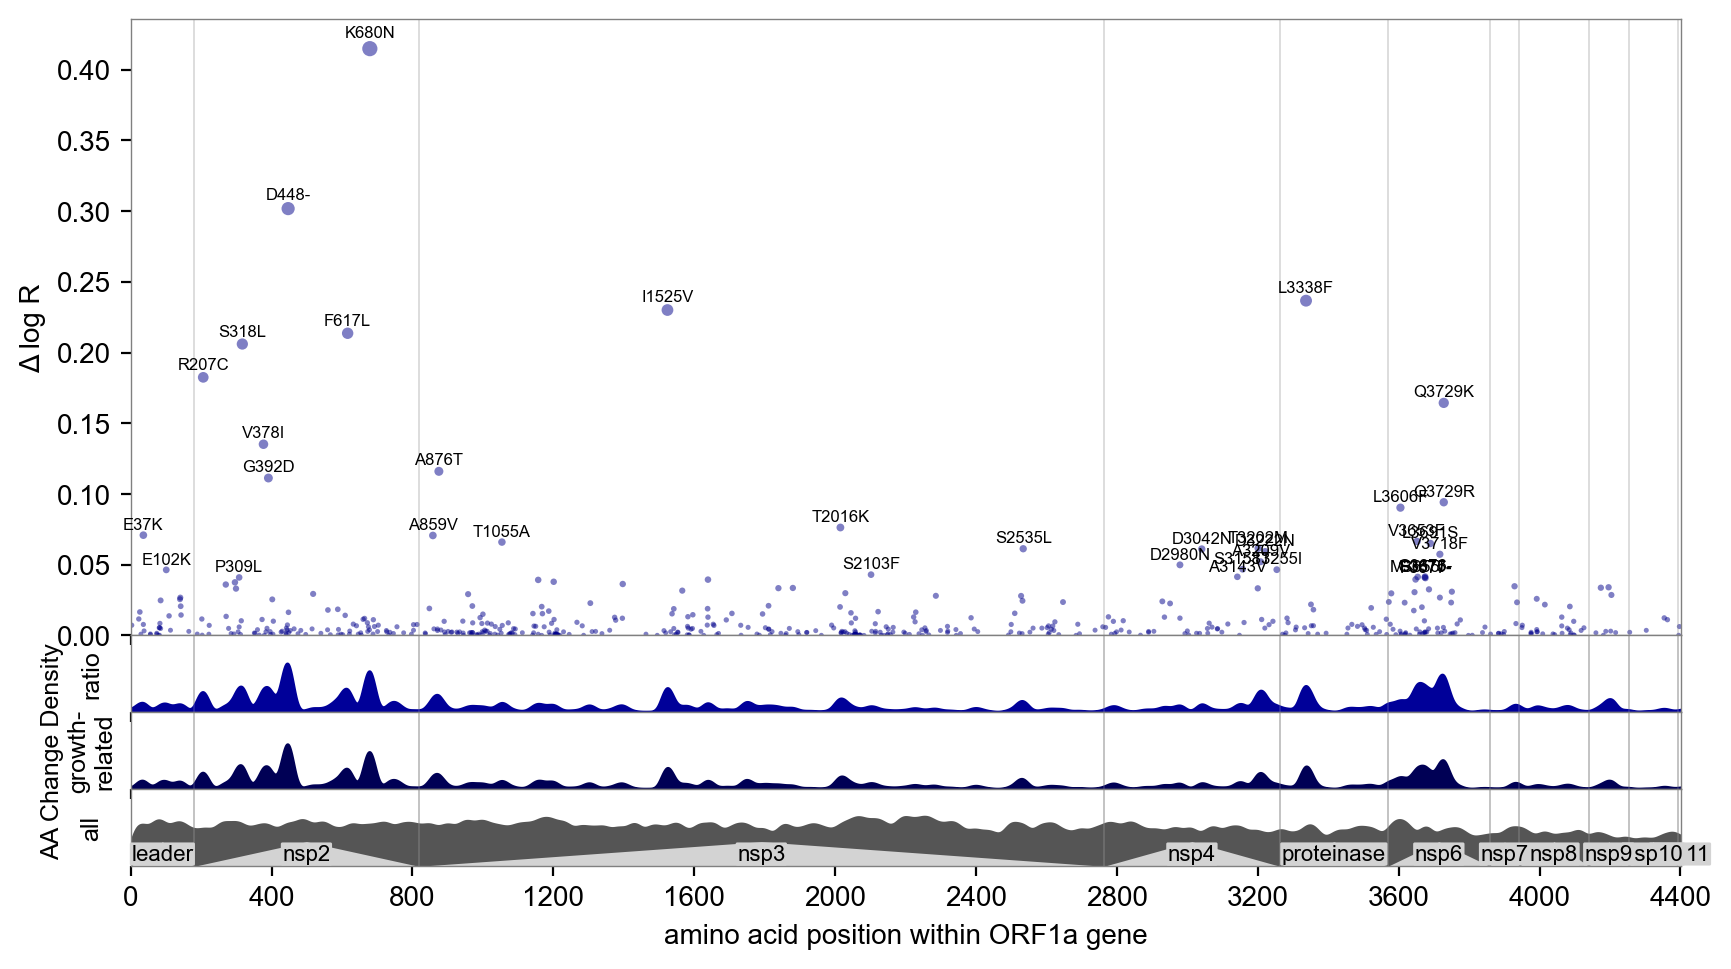 K680N
0.40
0.35
D448-
0.30
L3338F
0.25
I1525V
F617L
S318L
0.20
R207C
Q3729K
0.15
V378I
G392D
A876T
0.10
Q3729R
L3606F
E37K
A859V
T1055A
T2016K
S2535L
D3042N
V3718F
E102K
P309L
S2103F
D2980N
A3143V
0.05
0.00
Δ log R
AA Change Density
ratio
growth-
related
all
leader
nsp2
nsp3
nsp4
proteinase
nsp6
nsp7
nsp8
nsp9
sp10
11
0 400 800 1200 1600 2000 2400 2800 3200 3600 4000 4400
amino acid position within ORF1a gene